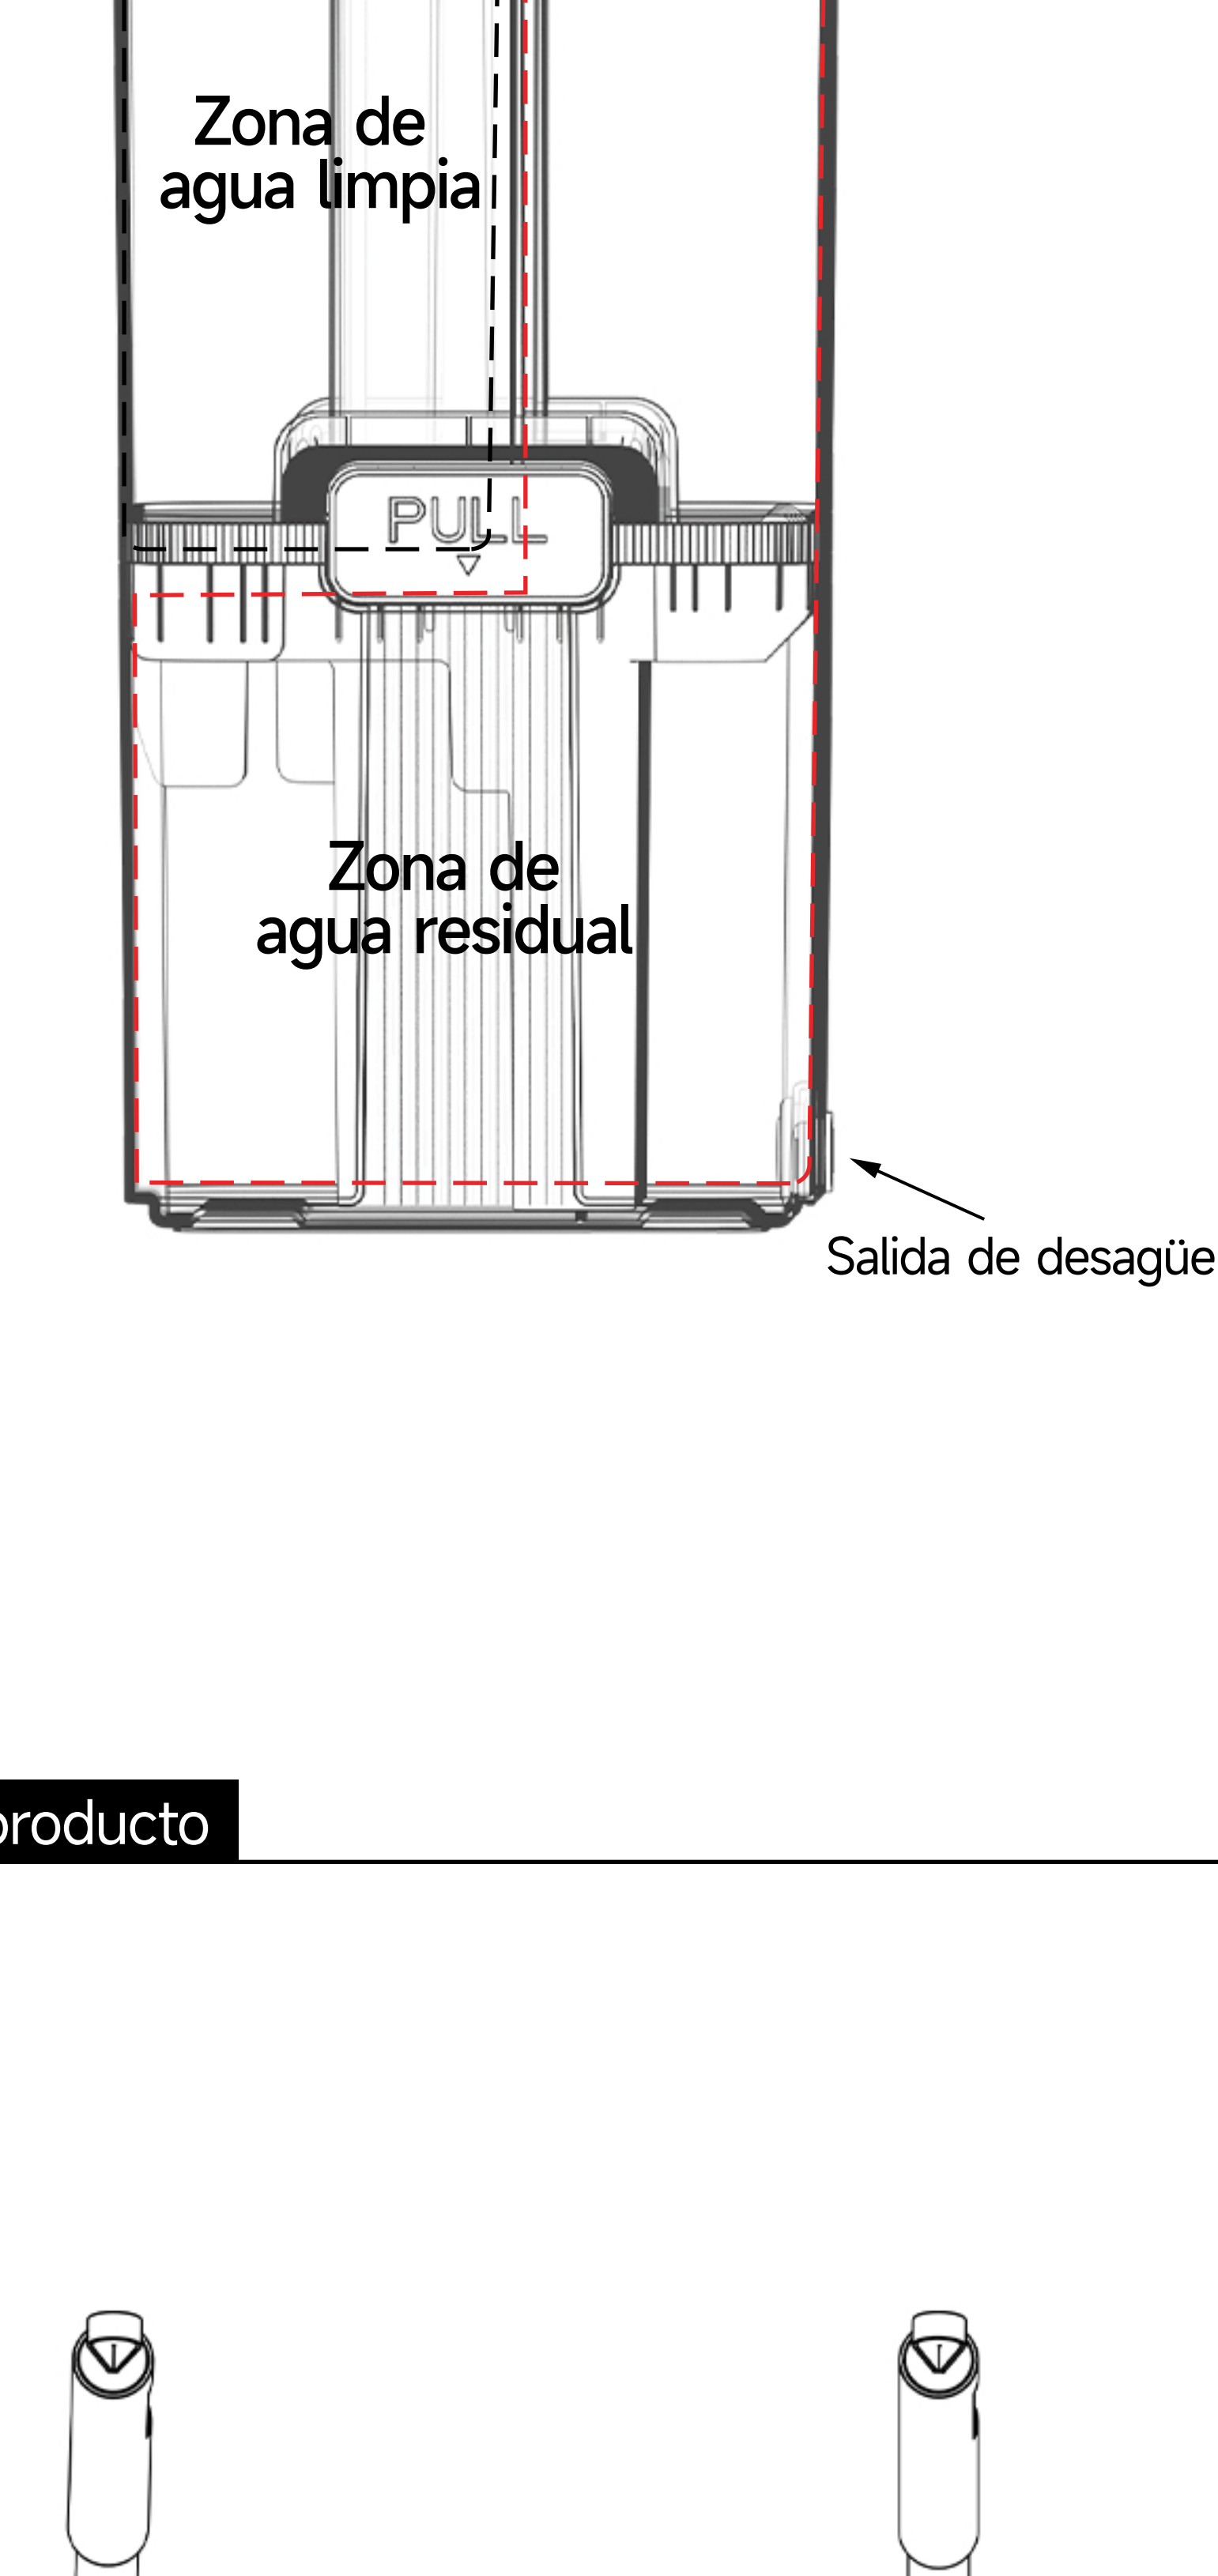 Zona de
agua limpia
PULL
Zona de
agua residual
Salida de desagüe
producto